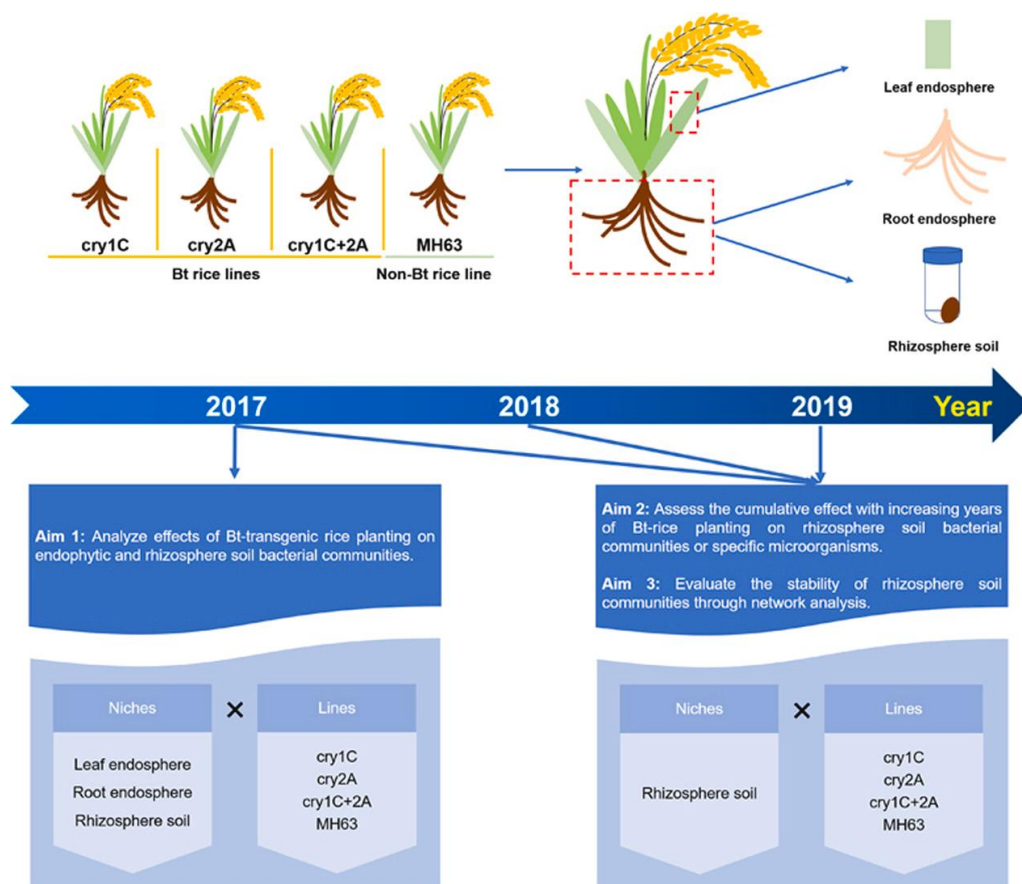 Leaf endosphere
Root endosphere
cry1C cry2A cry1C+2A MH63
Bt rice lines Non-Bt rice line
Rhizosphere soil
2017 2018 2019 Year
Aim 1: Analyze effects of Bt-transgenic rice planting on
endophytic and rhizosphere soil bacterial communities.
Aim 2: Assess the cumulative effect with increasing years
of Bt-rice planting on rhizosphere soil bacterial
communities or specific microorganisms.
Aim 3: Evaluate the stability of rhizosphere soil
communities through network analysis.
Niches × Lines
Leaf endosphere
Root endosphere
Rhizosphere soil
cry1C
cry2A
cry1C+2A
MH63
Niches × Lines
Rhizosphere soil
cry1C
cry2A
cry1C+2A
MH63